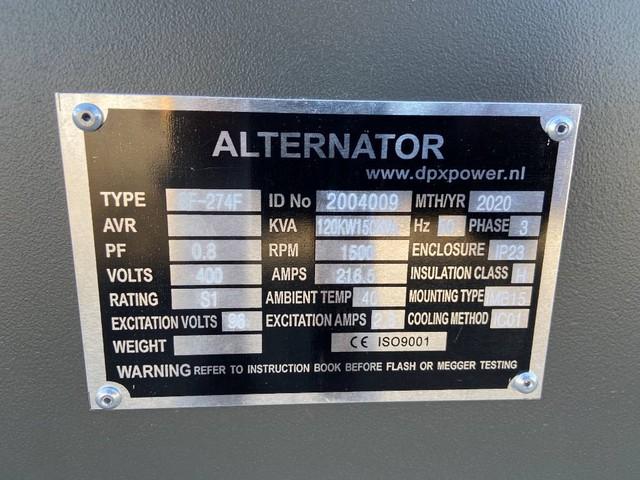 ALTERNATOR
www.dpxpower.nl
TYPE F-274F ID No 2004009 MTH/YR 2020
AVR KVA 120KW150KVA Hz PHASE 3
PF 0.8 RPM 1500 ENCLOSURE IP23
VOLTS 400 AMPS 216.5 INSULATION CLASS H
RATING S1 AMBIENT TEMP 40 MOUNTING TYPE
EXCITATION VOLTS EXCITATION AMPS COOLING METHOD IC01
WEIGHT CE ISO9001
WARNING REFER TO INSTRUCTION BOOK BEFORE FLASH OR MEGGER TESTING